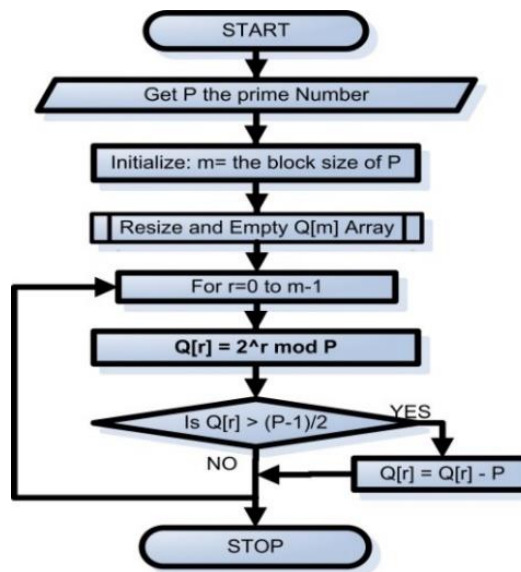 START
Get P the prime Number
Initialize: m= the block size of P
Resize and Empty Q[m] Array
For r=0 to m-1
Q[r] = 2^r mod P
Is Q[r] > (P-1)/2
YES
NO
Q[r] = Q[r] - P
STOP